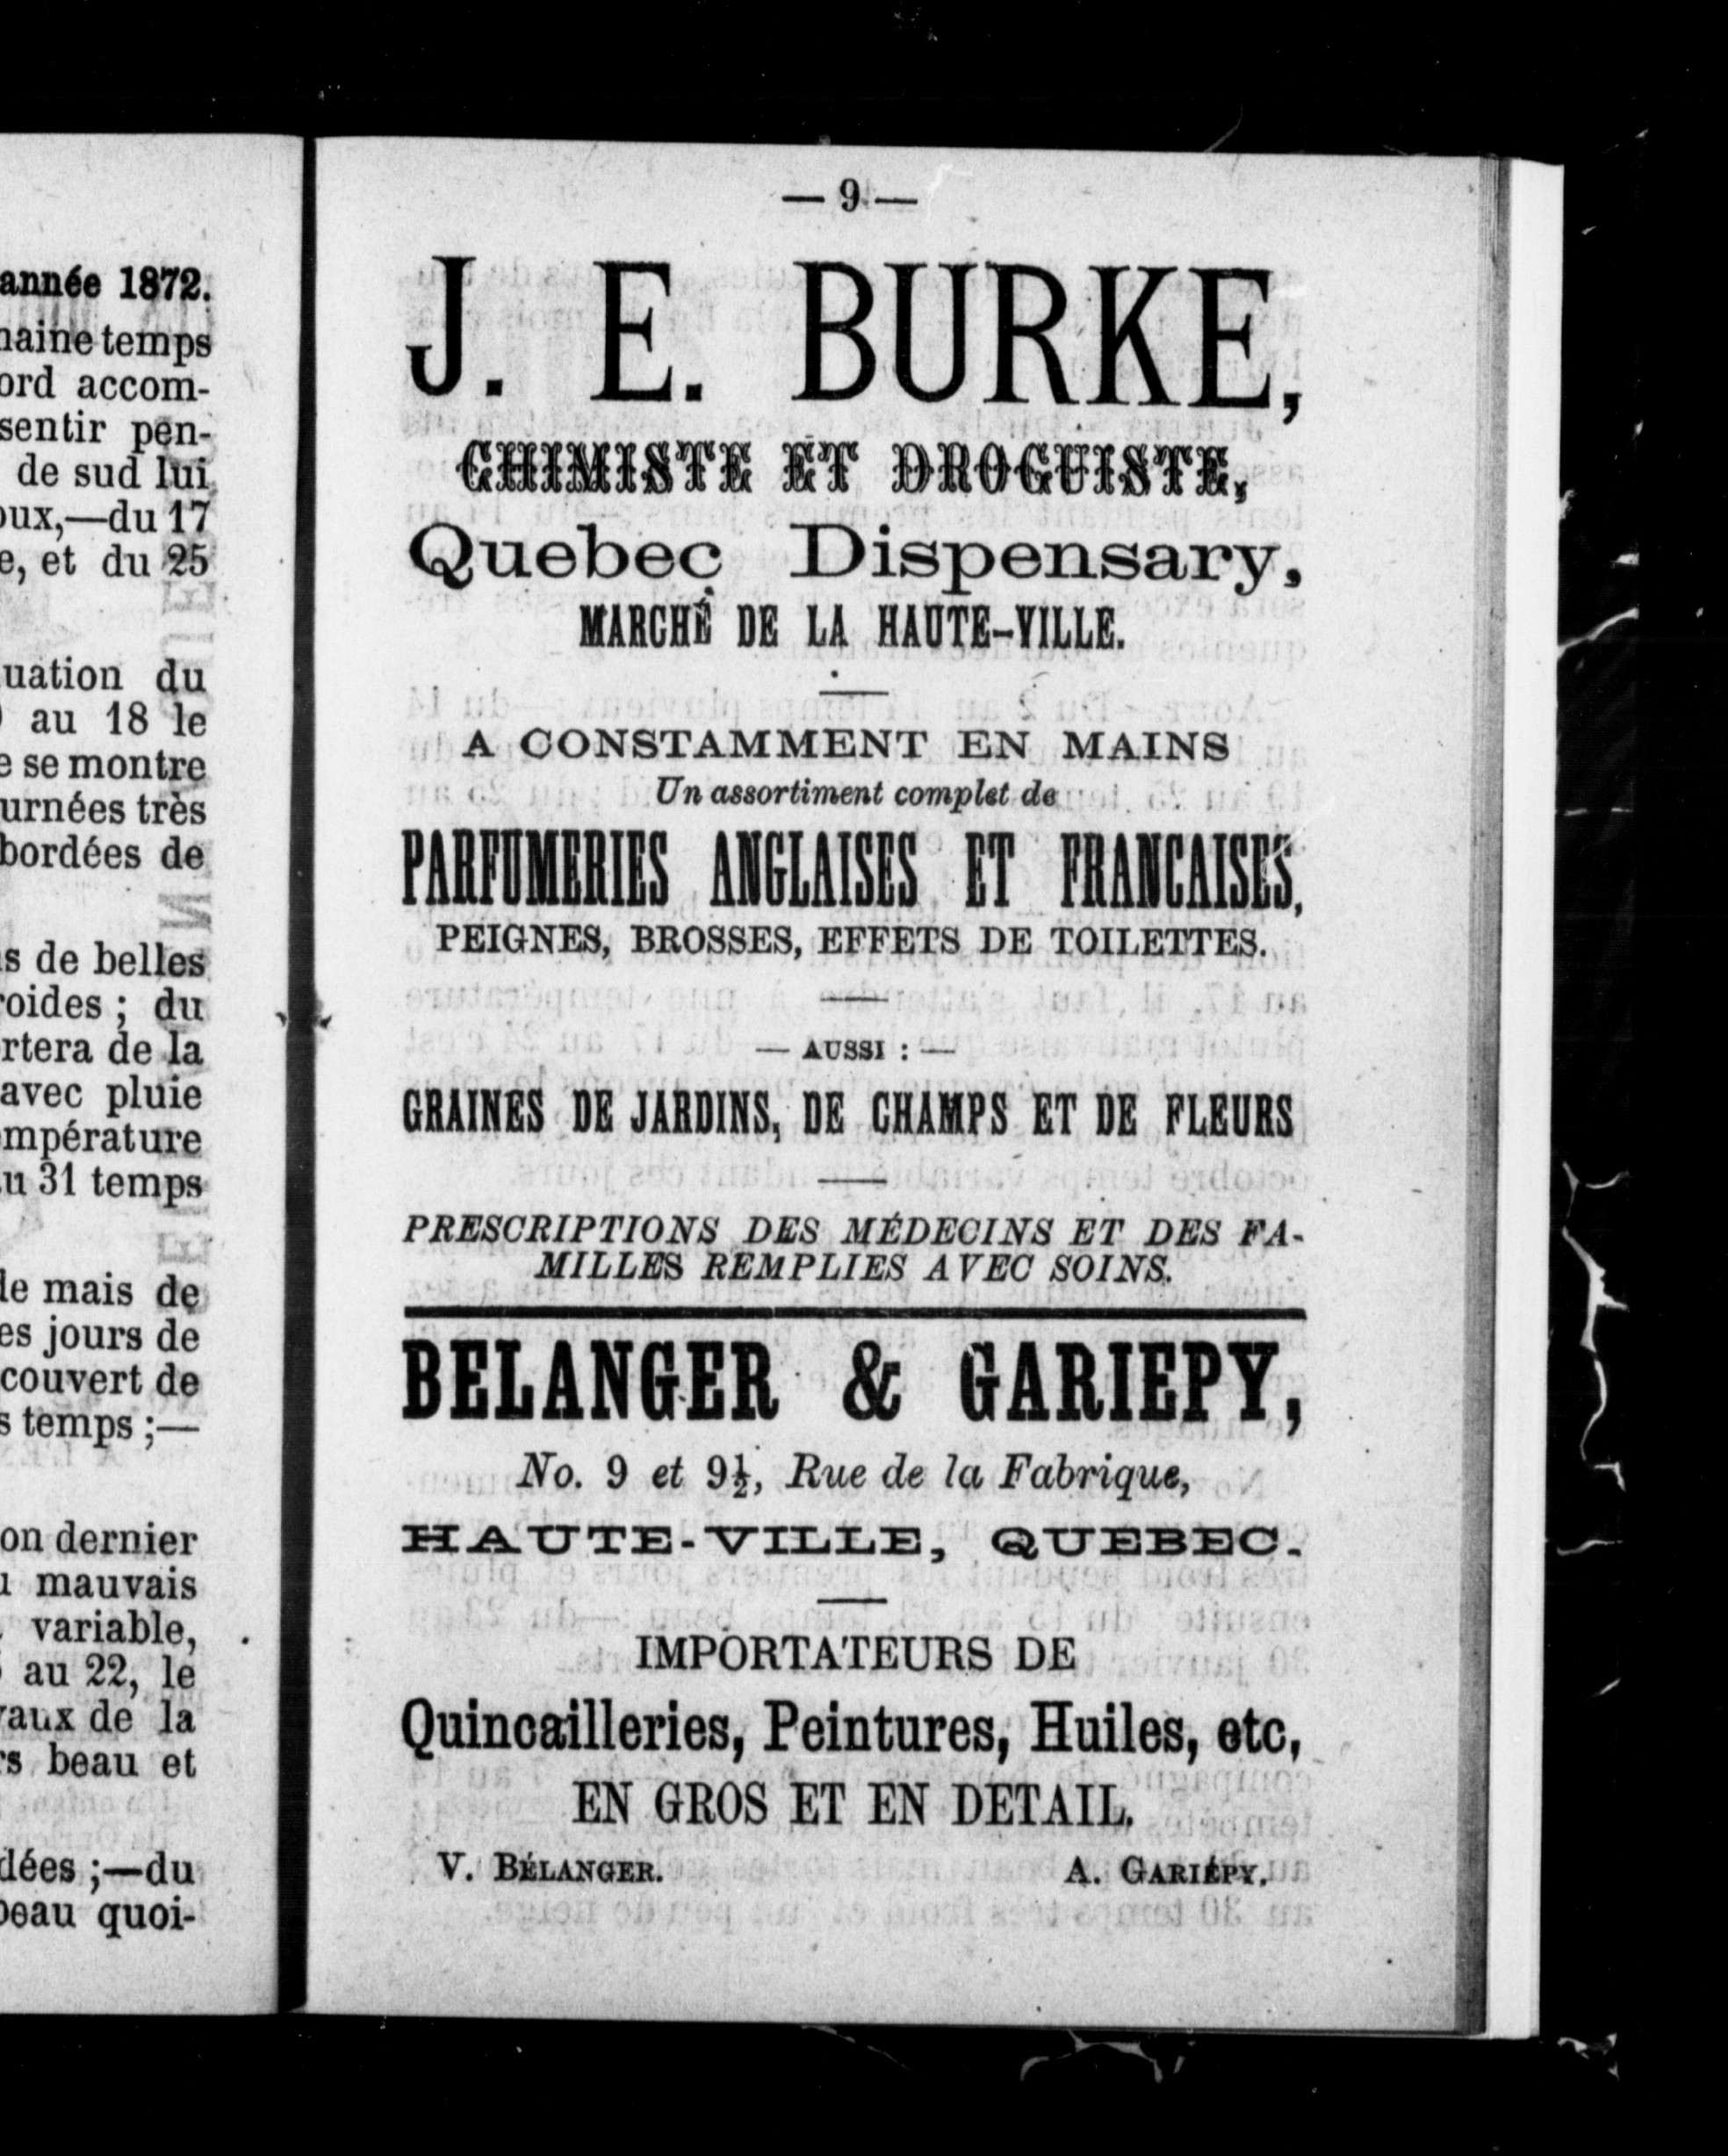 année 1872.
temps
ord accom-
sentir pen-
de sud lui
oux,—du 17
e, et du 25
uation du
au 18 le
e se montre
urnées très
bordées de
s de belles
roides ; du
rtera de la
avec pluie
mpérature
u 31 temps
le mais de
es jours de
couvert de
s temps ;—
on dernier
mauvais
variable,
au 22, le
vaux de la
rs beau et
dées ;—du
beau quoi-
— 9 —
J. E. BURKE,
CHIMISTE ET DROGUISTE,
Quebec Dispensary,
MARCHÉ DE LA HAUTE-VILLE.
A CONSTAMMENT EN MAINS
Un assortiment complet de
PARFUMERIES ANGLAISES ET FRANCAISES,
PEIGNES, BROSSES, EFFETS DE TOILETTES.
— AUSSI : —
GRAINES DE JARDINS, DE CHAMPS ET DE FLEURS
PRESCRIPTIONS DES MÉDECINS ET DES FA-
MILLES REMPLIES AVEC SOINS.
BELANGER & GARIEPY,
No. 9 et 9½, Rue de la Fabrique,
HAUTE-VILLE, QUEBEC.
IMPORTATEURS DE
Quincailleries, Peintures, Huiles, etc,
EN GROS ET EN DETAIL.
V. BÉLANGER. A. GARIÉPY.